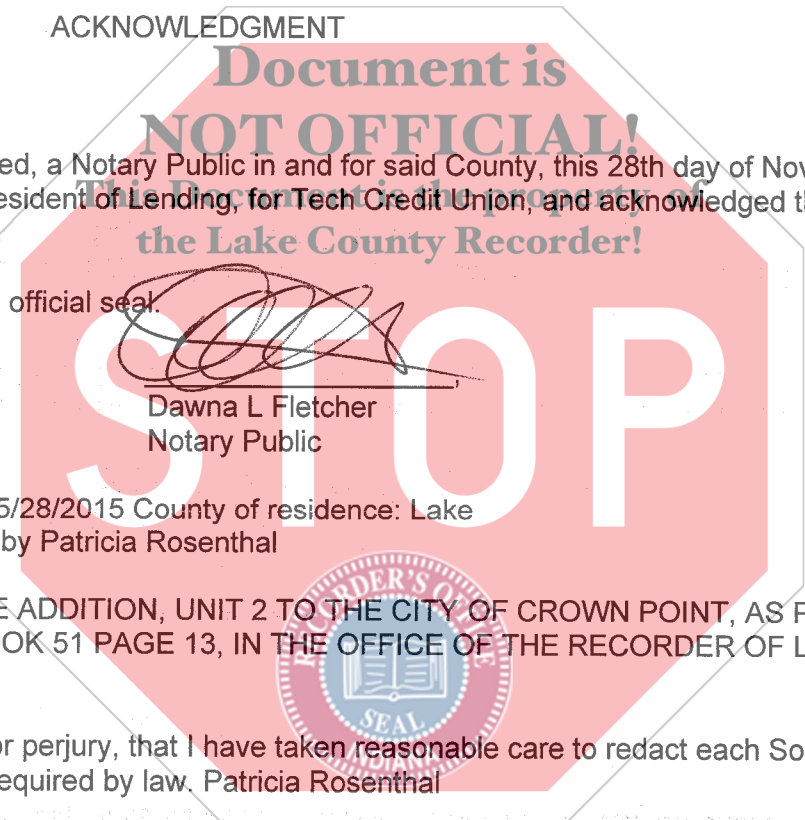 ACKNOWLEDGMENT
Document is
NOT OFFICIAL!
ed, a Notary Public in and for said County, this 28th day of Nov
This Document is the property of
esident of Lending, for Tech Credit Union, and acknowledged t
the Lake County Recorder!
official seal.
STOP
Dawna L Fletcher
Notary Public
5/28/2015 County of residence: Lake
by Patricia Rosenthal
RECORDER'S OFFICE
E ADDITION, UNIT 2 TO THE CITY OF CROWN POINT, AS P
OK 51 PAGE 13, IN THE OFFICE OF THE RECORDER OF L
SEAL
INDIANA
or perjury, that I have taken reasonable care to redact each So
equired by law. Patricia Rosenthal